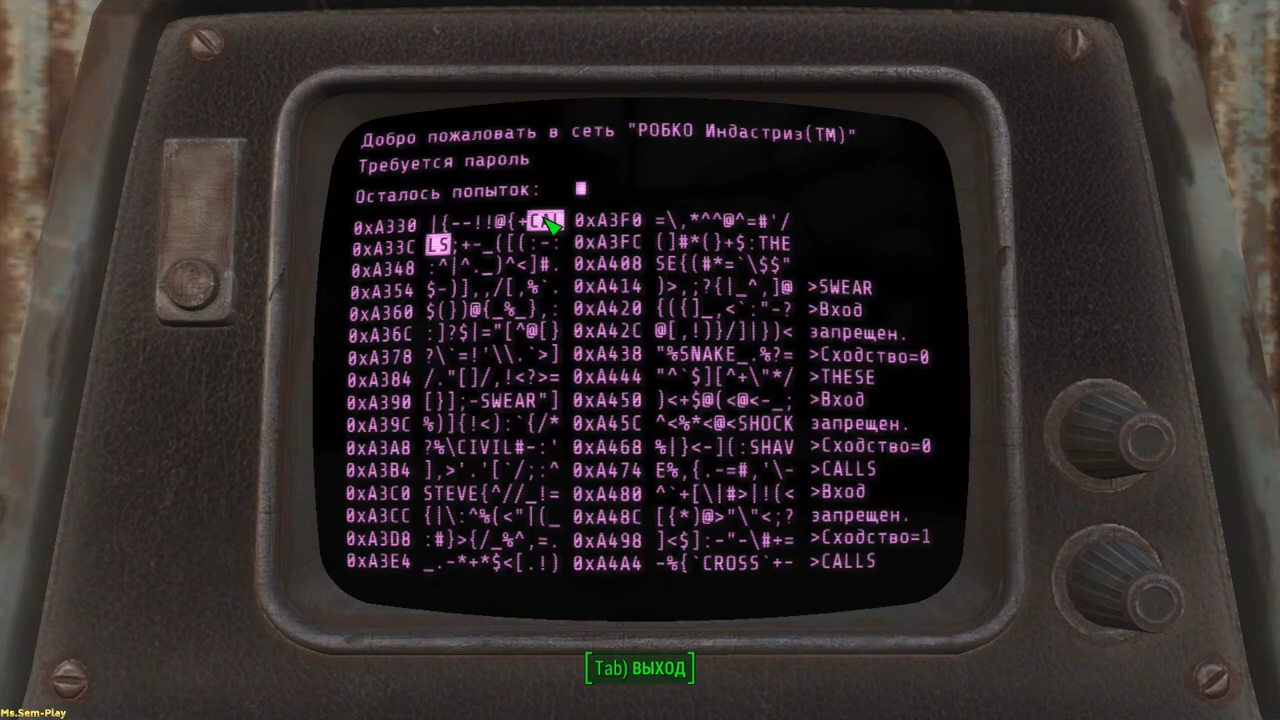 Добро пожаловать в сеть "РОБКО Индастриз(ТМ)"
Требуется пароль
Осталось попыток: ■
0xA330 |{--!!@{+CAL 0xA3F0 =\,*^^@^=#'/
0xA33C LS;+-_([(:-: 0xA3FC (]#*(}+$:THE
0xA348 :^|^._)^<]#. 0xA408 SE{(#*=`\$$"
0xA354 $-)],,/[,%`. 0xA414 )>,;?{|_^,]@ >SWEAR
0xA360 $(})@{_%_},: 0xA420 {({]_,<`:"-? >Вход
0xA36C :]?$|="[^@[} 0xA42C @[,!)}/]|})< запрещен.
0xA378 ?\`=!'\\.`>] 0xA438 "%SNAKE_.%?= >Сходство=0
0xA384 /."[]/,!<?>= 0xA444 "^`$][^+\"*/ >THESE
0xA390 [}];-SWEAR"] 0xA450 )<+$@(<@<-_; >Вход
0xA39C %)]{!<):`{/* 0xA45C ^<%*<@<SHOCK запрещен.
0xA3A8 ?%\CIVIL#-:' 0xA468 %|}<-](:SHAV >Сходство=0
0xA3B4 ],>'.'[`/;:^ 0xA474 E%,{.-=#,'\- >CALLS
0xA3C0 STEVE{^//_!= 0xA480 ^`+[\|#>|!(< >Вход
0xA3CC {|\:^%(<"|(_ 0xA48C [{*)@>"\"<;? запрещен.
0xA3D8 :#}>{/_%^,=. 0xA498 ]<$]:-"-\#+= >Сходство=1
0xA3E4 _.-*+*$<[.!) 0xA4A4 -%{`CROSS`+- >CALLS
[Tab) ВЫХОД]
Ms.Sem-Play